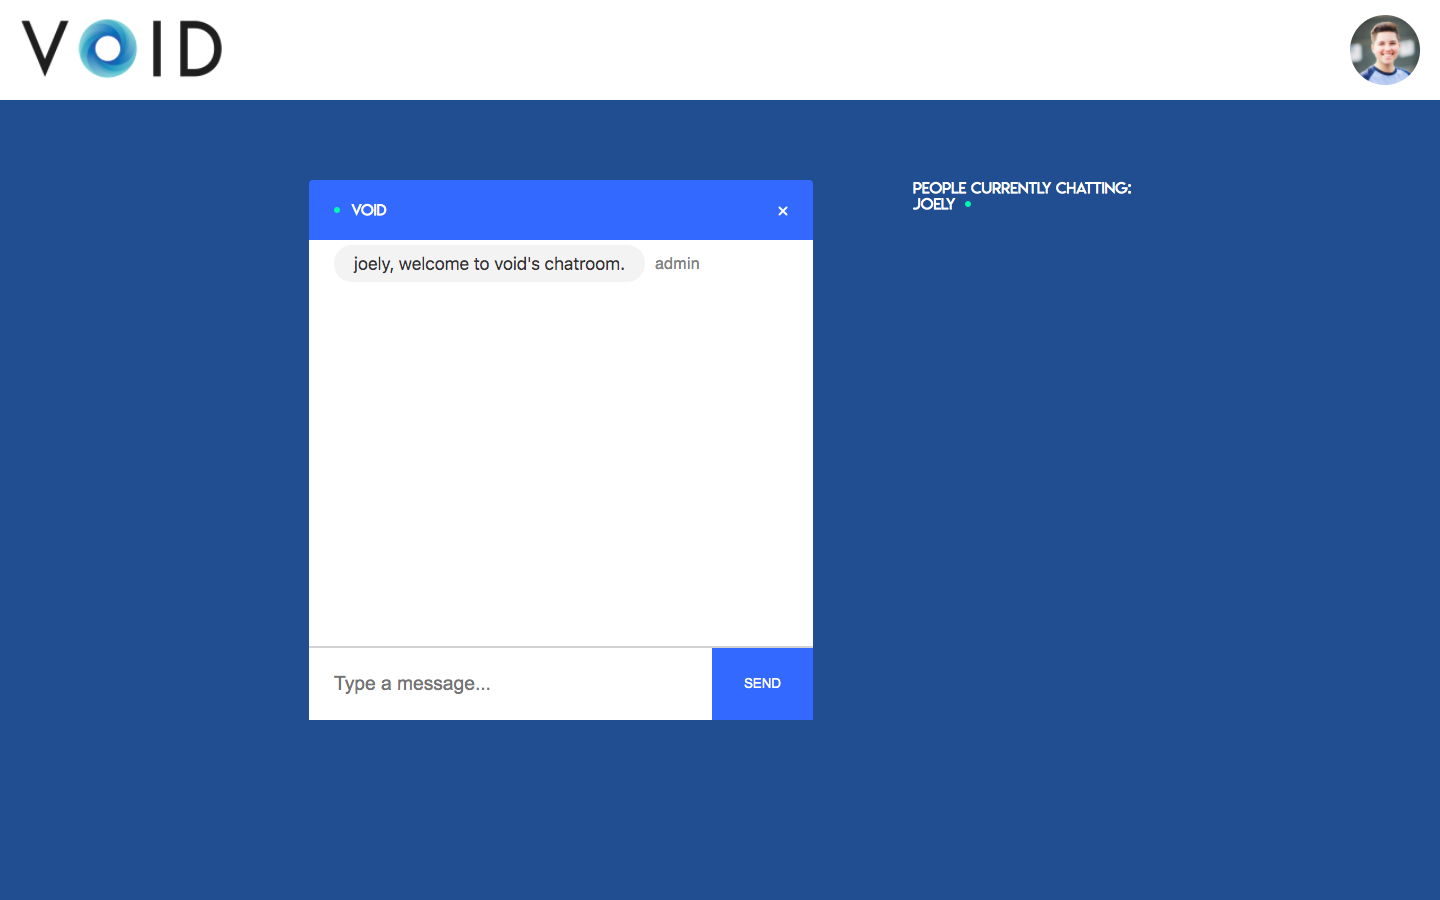 VOID
VOID ×
PEOPLE CURRENTLY CHATTING:
JOELY
joely, welcome to void's chatroom. admin
Type a message...
SEND